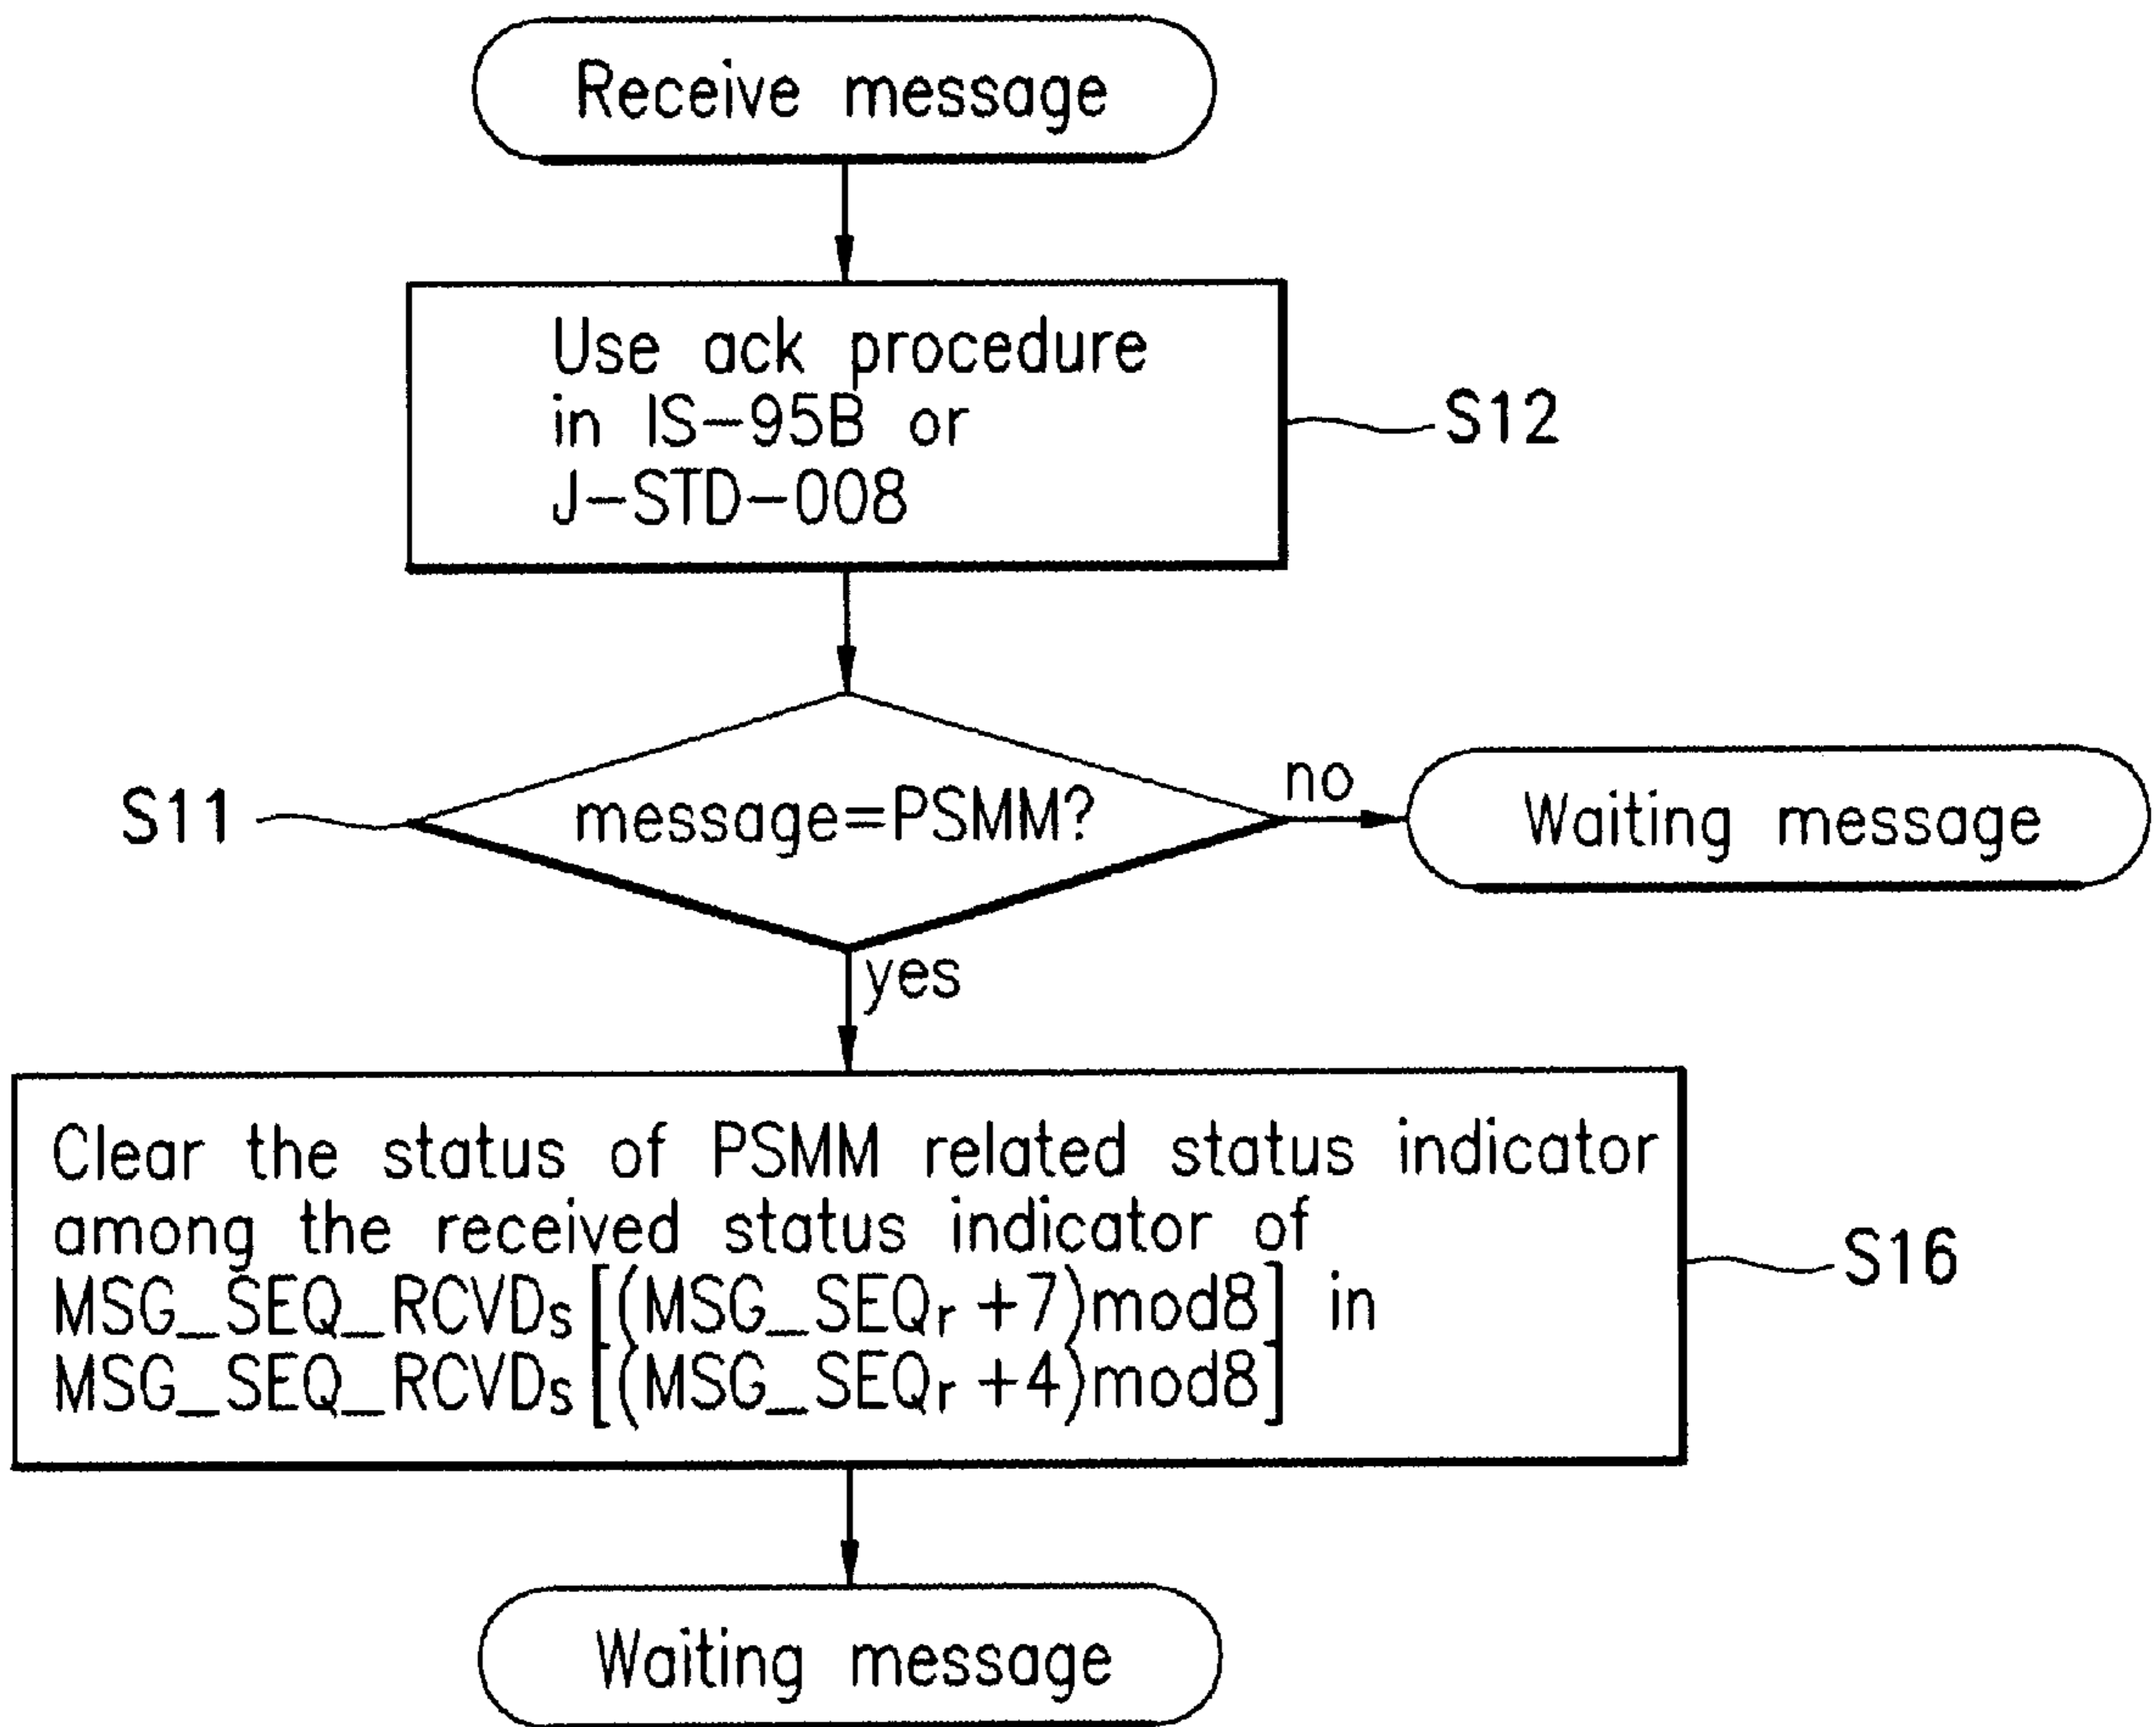 Receive message
Use ack procedure
in IS-95B or
J-STD-008
S12
S11
message=PSMM?
no
Waiting message
yes
Clear the status of PSMM related status indicator
among the received status indicator of
MSG_SEQ_RCVDs[(MSG_SEQr+7)mod8] in
MSG_SEQ_RCVDs[(MSG_SEQr+4)mod8]
S16
Waiting message